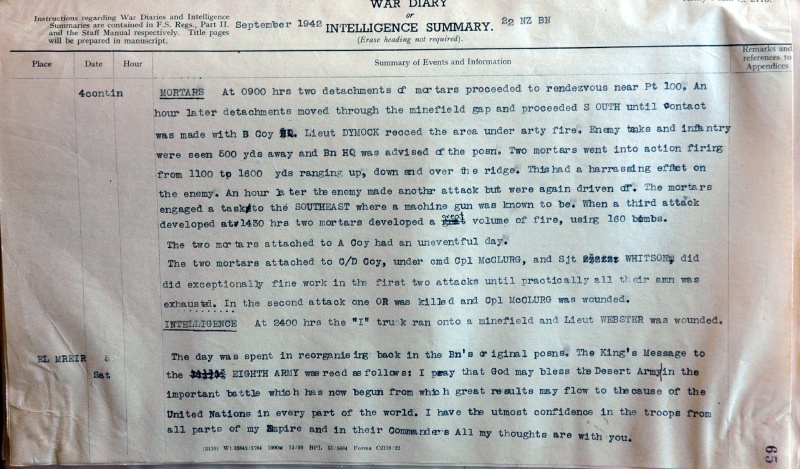 WAR DIARY
or
INTELLIGENCE SUMMARY.
(Erase heading not required).
Instructions regarding War Diaries and Intelligence
Summaries are contained in F.S. Regs., Part II.
and the Staff Manual respectively. Title pages
will be prepared in manuscript.
September 1942
22 NZ BN
Place Date Hour Summary of Events and Information
Remarks and
references to
Appendices
4contin
MORTARS At 0900 hrs two detachments of mortars proceeded to rendezvous near Pt 100. An
hour later detachments moved through the minefield gap and proceeded S OUTH until contact
was made with B Coy HQ. Lieut DYMOCK recced the area under arty fire. Enemy tanks and infantry
were seen 500 yds away and Bn HQ was advised of the posn. Two mortars went into action firing
from 1100 to 1600 yds ranging up, down and over the ridge. This had a harrassing effect on
the enemy. An hour later the enemy made another attack but were again driven off. The mortars
engaged a task to the SOUTHEAST where a machine gun was known to be. When a third attack
developed at 1430 hrs two mortars developed a great volume of fire, using 160 bombs.
The two mortars attached to A Coy had an uneventful day.
The two mortars attached to C/D Coy, under cmd Cpl McCLURG, and Sjt WHITSON, did
did exceptionally fine work in the first two attacks until practically all their amn was
exhausted. In the second attack one OR was killed and Cpl McCLURG was wounded.
INTELLIGENCE At 2400 hrs the "I" truck ran onto a minefield and Lieut WEBSTER was wounded.
EL MREIR 5
Sat
The day was spent in reorganising back in the Bn's original posns. The King's Message to
the EIGHTH ARMY was recd as follows: I pray that God may bless the Desert Army in the
important battle which has now begun from which great results may flow to the cause of the
United Nations in every part of the world. I have the utmost confidence in the troops from
all parts of my Empire and in their Commanders All my thoughts are with you.
65